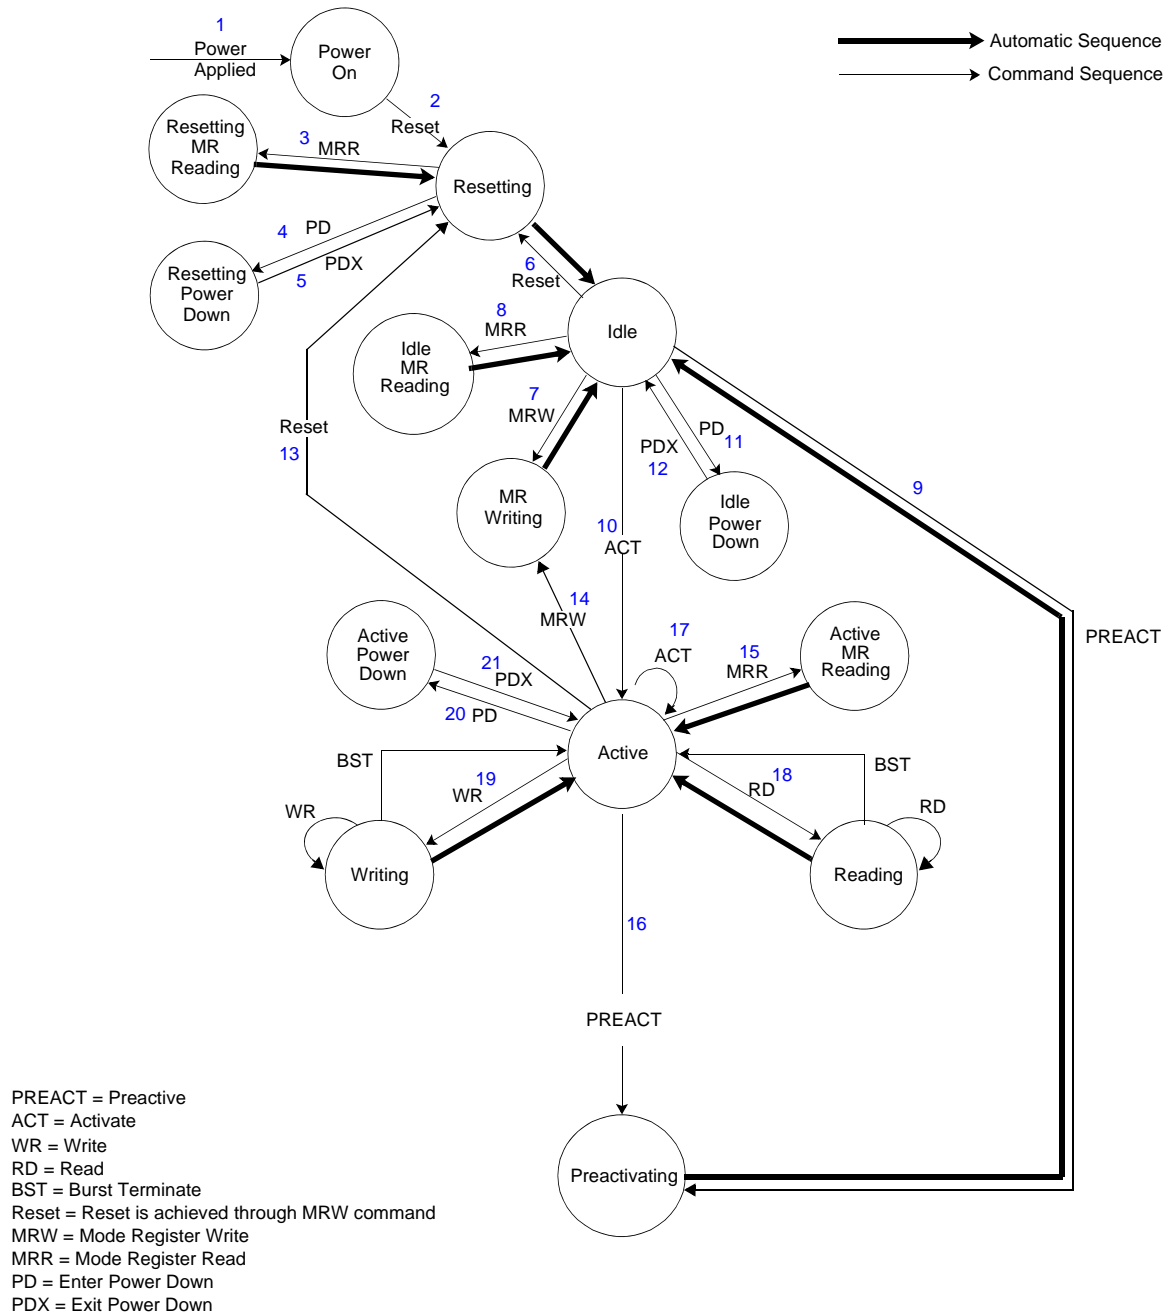 1
Power
Applied
Power
On
Automatic Sequence
Command Sequence
2
Reset
Resetting
MR
Reading
3
MRR
Resetting
4
PD
PDX
5
Resetting
Power
Down
6
Reset
Idle
8
MRR
Idle
MR
Reading
7
MRW
PD
11
PDX
12
9
Reset
13
MR
Writing
Idle
Power
Down
10
ACT
14
MRW
17
ACT
15
MRR
Active
MR
Reading
PREACT
Active
Power
Down
21
PDX
20
PD
Active
BST
19
WR
18
RD
BST
WR
RD
Writing
Reading
16
PREACT
Preactivating
PREACT = Preactive
ACT = Activate
WR = Write
RD = Read
BST = Burst Terminate
Reset = Reset is achieved through MRW command
MRW = Mode Register Write
MRR = Mode Register Read
PD = Enter Power Down
PDX = Exit Power Down